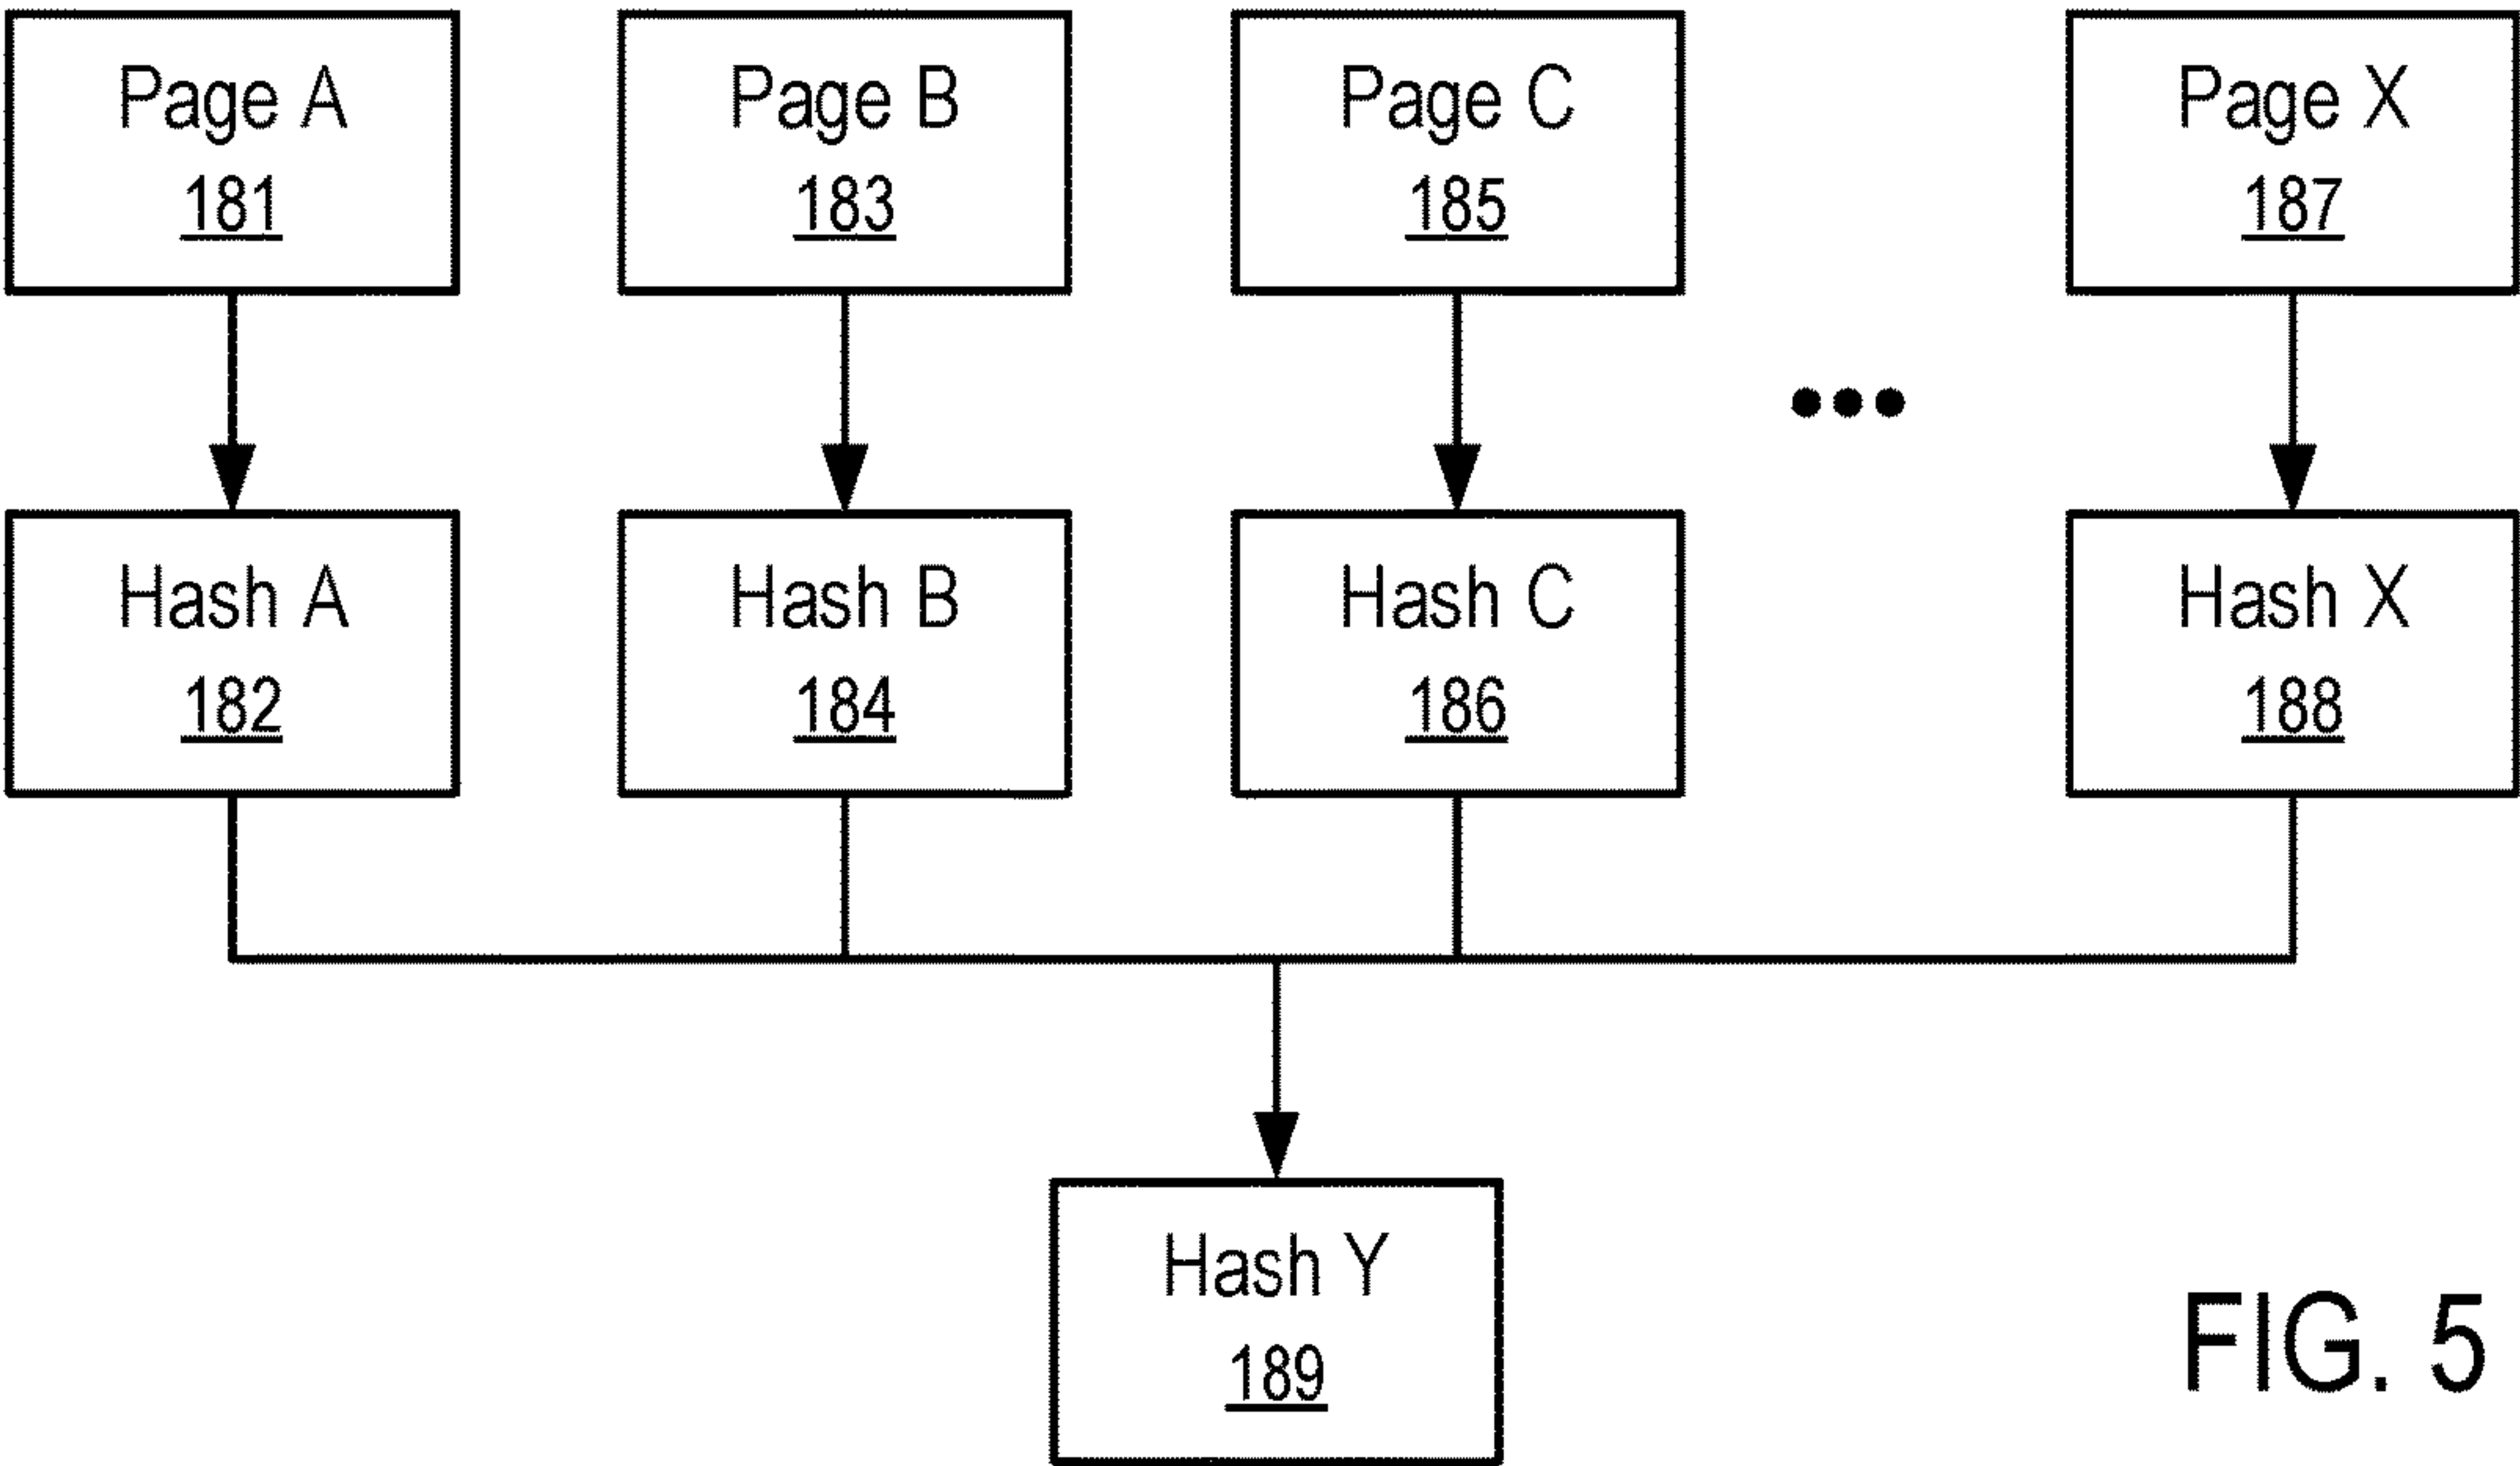 Page A
181
Page B
183
Page C
185
Page X
187
•••
Hash A
182
Hash B
184
Hash C
186
Hash X
188
Hash Y
189
FIG. 5